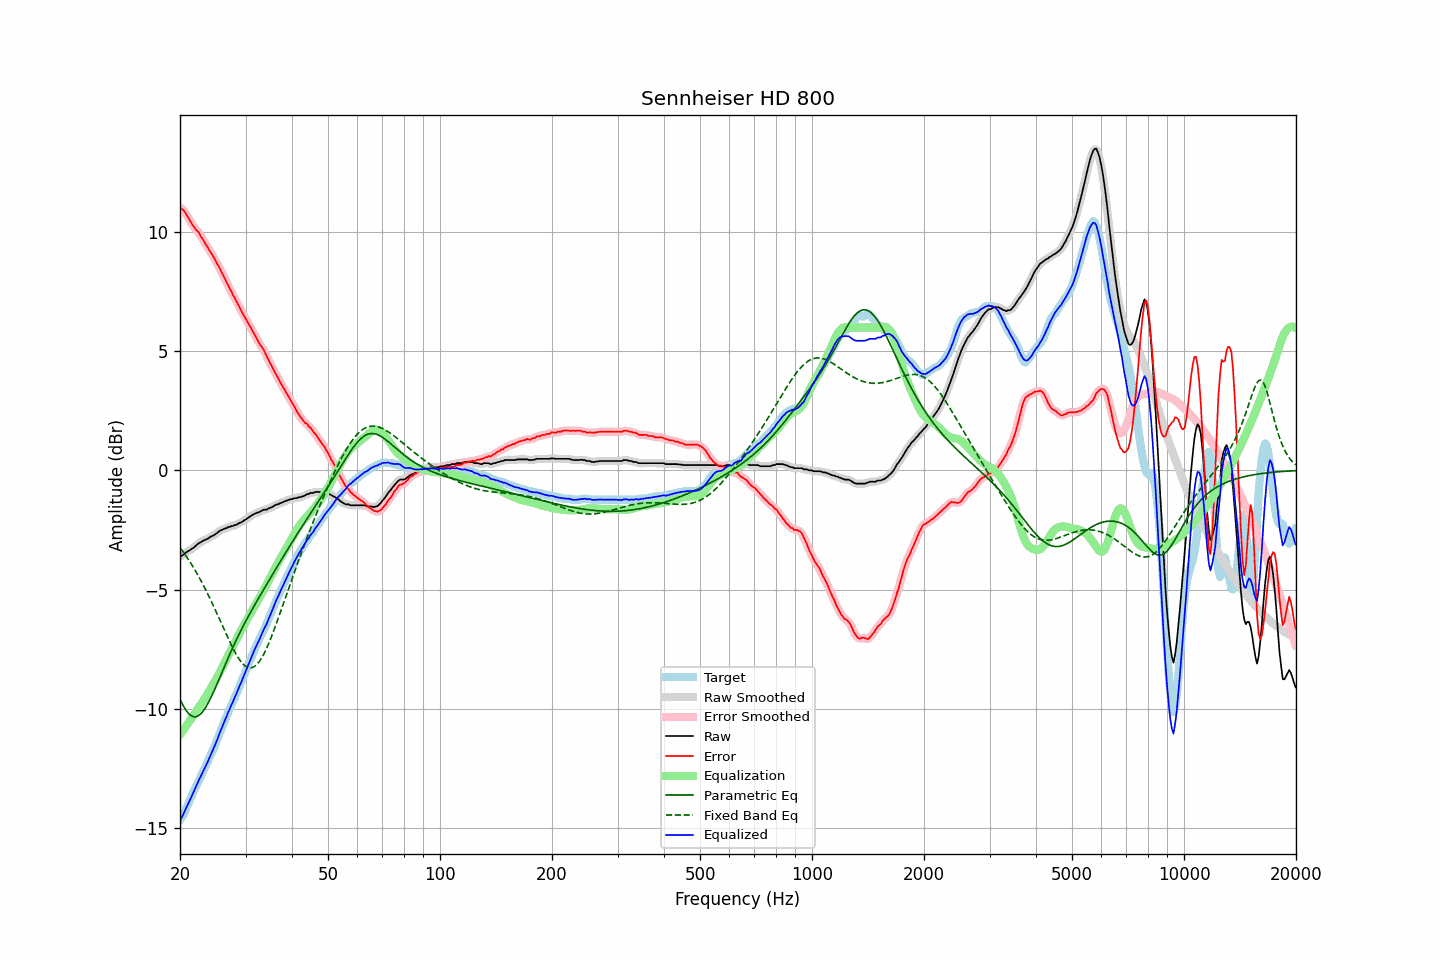 Sennheiser HD 800
Amplitude (dBr)
10
5
0
−5
−10
−15
Target
Raw Smoothed
Error Smoothed
Raw
Error
Equalization
Parametric Eq
Fixed Band Eq
Equalized
20 50 100 200 500 1000 2000 5000 10000 20000
Frequency (Hz)